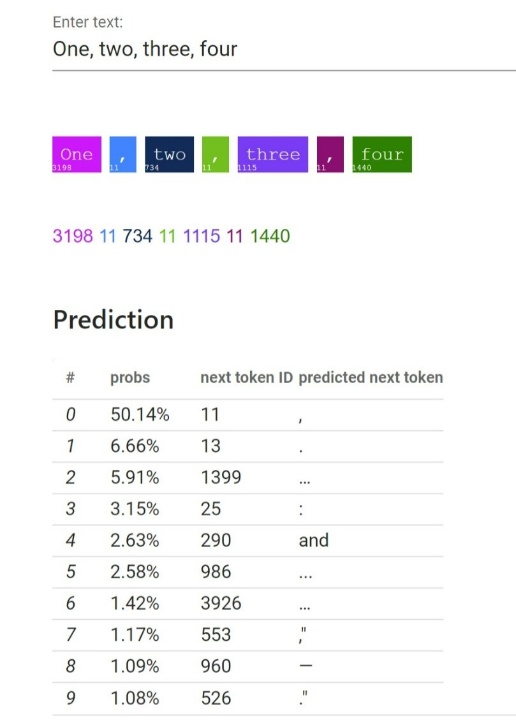 Enter text:
One, two, three, four
One , two , three , four
3198 11 734 11 1115 11 1440
3198 11 734 11 1115 11 1440
Prediction
# probs next token ID predicted next token
0 50.14% 11 ,
1 6.66% 13 .
2 5.91% 1399 …
3 3.15% 25 :
4 2.63% 290 and
5 2.58% 986 ...
6 1.42% 3926 …
7 1.17% 553 ,"
8 1.09% 960 —
9 1.08% 526 ."